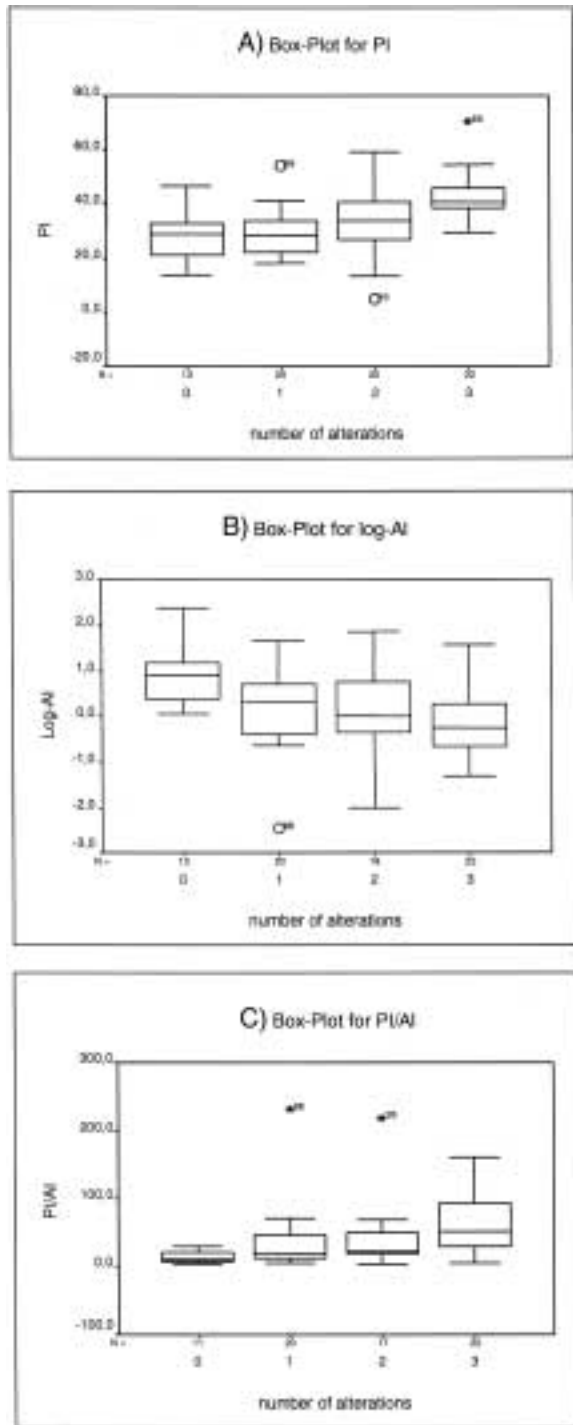 A) Box-Plot for PI
80,0
60,0
40,0
20,0
0,0
-20,0
PI
0 1 2 3
number of alterations
B) Box-Plot for log-AI
3,0
2,0
1,0
0,0
-1,0
-2,0
-3,0
Log-AI
0 1 2 3
number of alterations
C) Box-Plot for PI/AI
300,0
200,0
100,0
0,0
-100,0
PI/AI
0 1 2 3
number of alterations